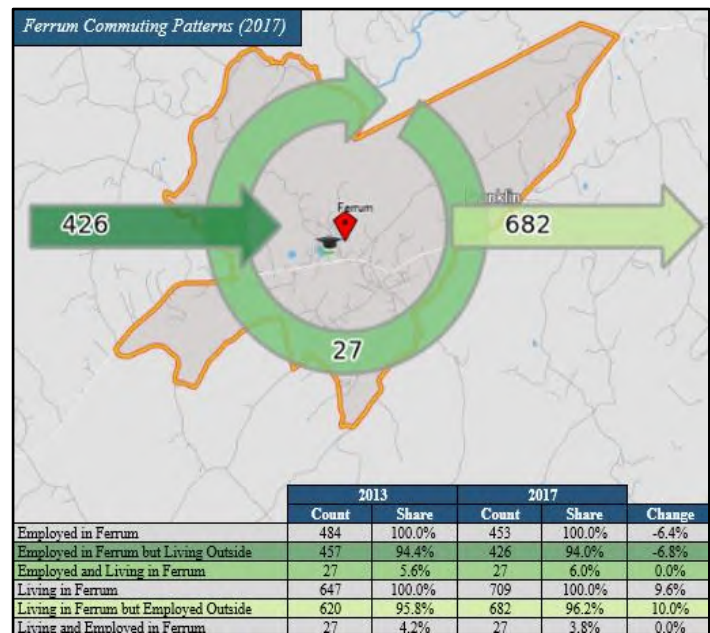 Ferrum Commuting Patterns (2017)
Franklin
Ferrum
426
682
27
2013 2017
Count Share Count Share Change
Employed in Ferrum 484 100.0% 453 100.0% -6.4%
Employed in Ferrum but Living Outside 457 94.4% 426 94.0% -6.8%
Employed and Living in Ferrum 27 5.6% 27 6.0% 0.0%
Living in Ferrum 647 100.0% 709 100.0% 9.6%
Living in Ferrum but Employed Outside 620 95.8% 682 96.2% 10.0%
Living and Employed in Ferrum 27 4.2% 27 3.8% 0.0%